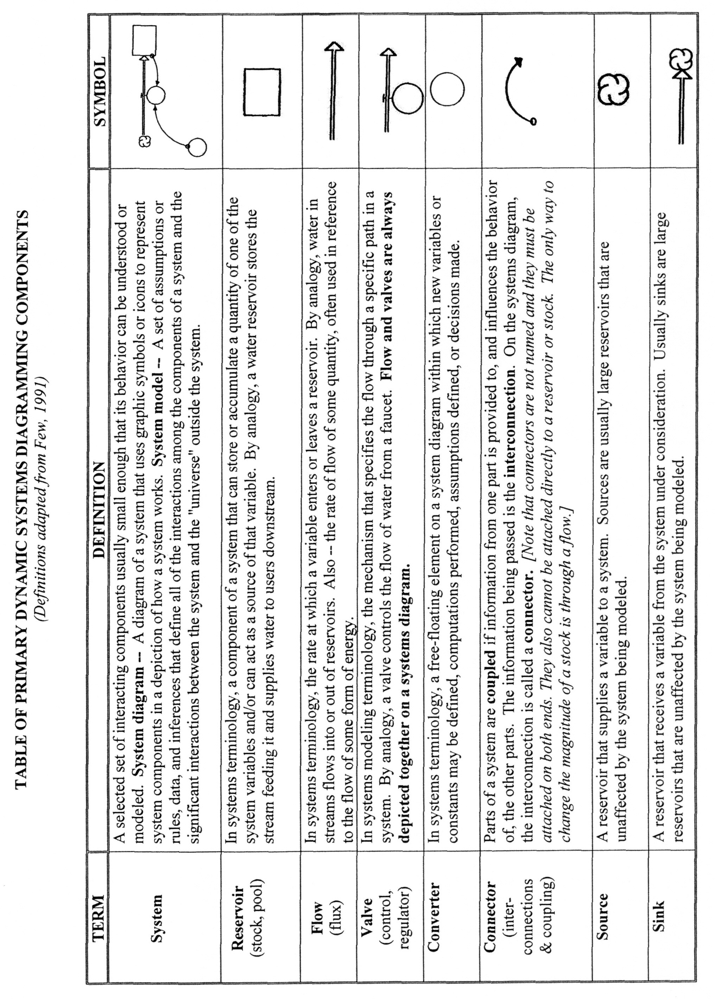 TABLE OF PRIMARY DYNAMIC SYSTEMS DIAGRAMMING COMPONENTS
(Definitions adapted from Few, 1991)
TERM
DEFINITION
SYMBOL
System
A selected set of interacting components usually small enough that its behavior can be understood or
modeled. System diagram -- A diagram of a system that uses graphic symbols or icons to represent
system components in a depiction of how a system works. System model -- A set of assumptions or
rules, data, and inferences that define all of the interactions among the components of a system and the
significant interactions between the system and the "universe" outside the system.
Reservoir
(stock, pool)
In systems terminology, a component of a system that can store or accumulate a quantity of one of the
system variables and/or can act as a source of that variable. By analogy, a water reservoir stores the
stream feeding it and supplies water to users downstream.
Flow
(flux)
In systems terminology, the rate at which a variable enters or leaves a reservoir. By analogy, water in
streams flows into or out of reservoirs. Also -- the rate of flow of some quantity, often used in reference
to the flow of some form of energy.
Valve
(control,
regulator)
In systems modeling terminology, the mechanism that specifies the flow through a specific path in a
system. By analogy, a valve controls the flow of water from a faucet. Flow and valves are always
depicted together on a systems diagram.
Converter
In systems terminology, a free-floating element on a system diagram within which new variables or
constants may be defined, computations performed, assumptions defined, or decisions made.
Connector
(inter-
connections
& coupling)
Parts of a system are coupled if information from one part is provided to, and influences the behavior
of, the other parts. The information being passed is the interconnection. On the systems diagram,
the interconnection is called a connector. [Note that connectors are not named and they must be
attached on both ends. They also cannot be attached directly to a reservoir or stock. The only way to
change the magnitude of a stock is through a flow.]
Source
A reservoir that supplies a variable to a system. Sources are usually large reservoirs that are
unaffected by the system being modeled.
Sink
A reservoir that receives a variable from the system under consideration. Usually sinks are large
reservoirs that are unaffected by the system being modeled.